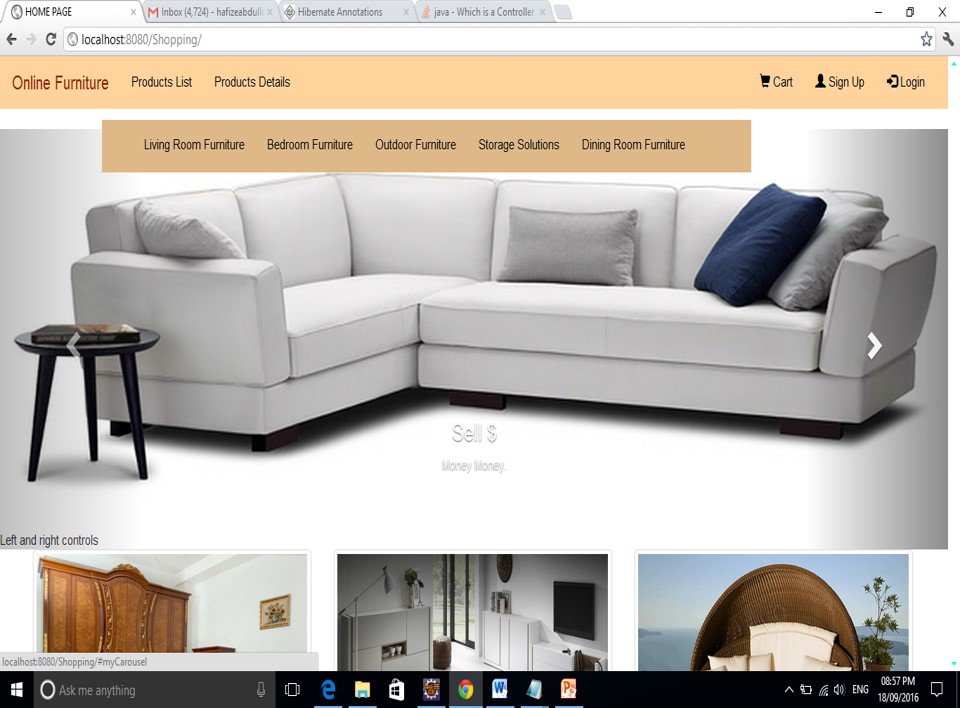 HOME PAGE
Inbox (4,724) - hafizeabdull
Hibernate Annotations
java - Which is a Controller
localhost:8080/Shopping/
Online Furniture
Products List
Products Details
Cart
Sign Up
Login
Living Room Furniture
Bedroom Furniture
Outdoor Furniture
Storage Solutions
Dining Room Furniture
Sell $
Money Money.
Left and right controls
localhost:8080/Shopping/#myCarousel
Ask me anything
ENG
08:57 PM
18/09/2016